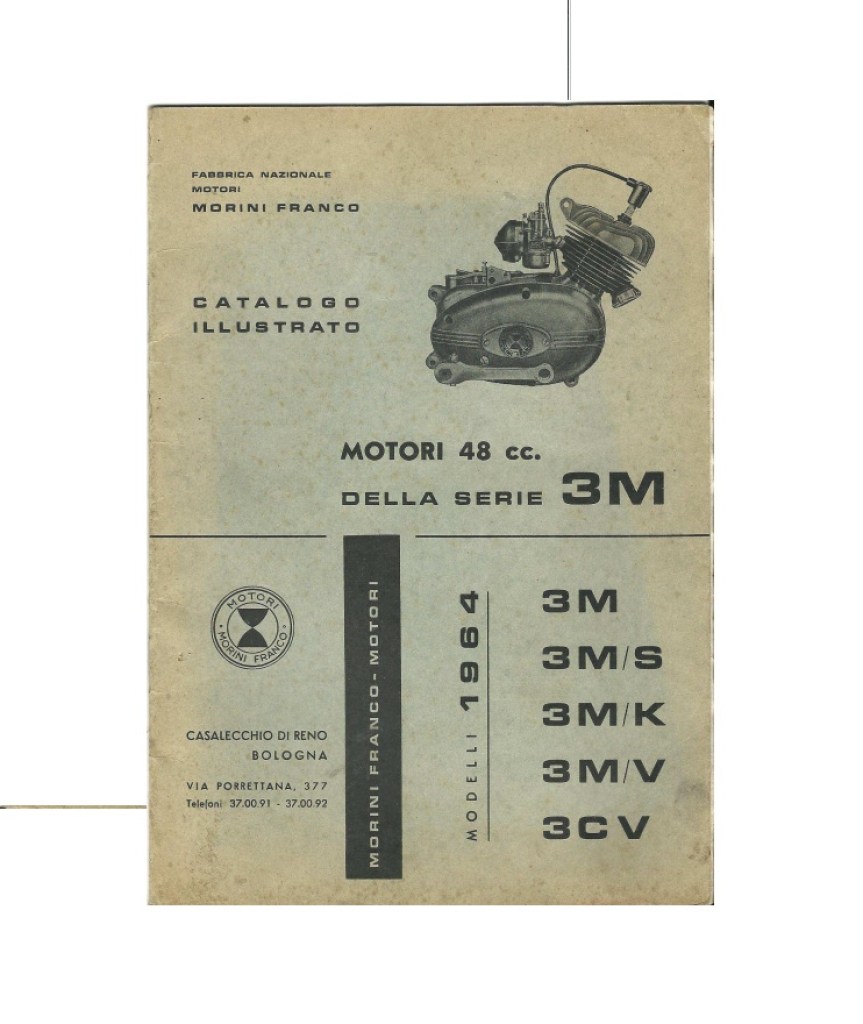 FABBRICA NAZIONALE
MOTORI
MORINI FRANCO
CATALOGO
ILLUSTRATO
MOTORI 48 cc.
DELLA SERIE 3M
MOTORI
MORINI FRANCO
CASALECCHIO DI RENO
BOLOGNA
VIA PORRETTANA, 377
Telefoni 37.00.91 - 37.00.92
MORINI FRANCO-MOTORI
MODELLI 1964
3M
3M/S
3M/K
3M/V
3CV